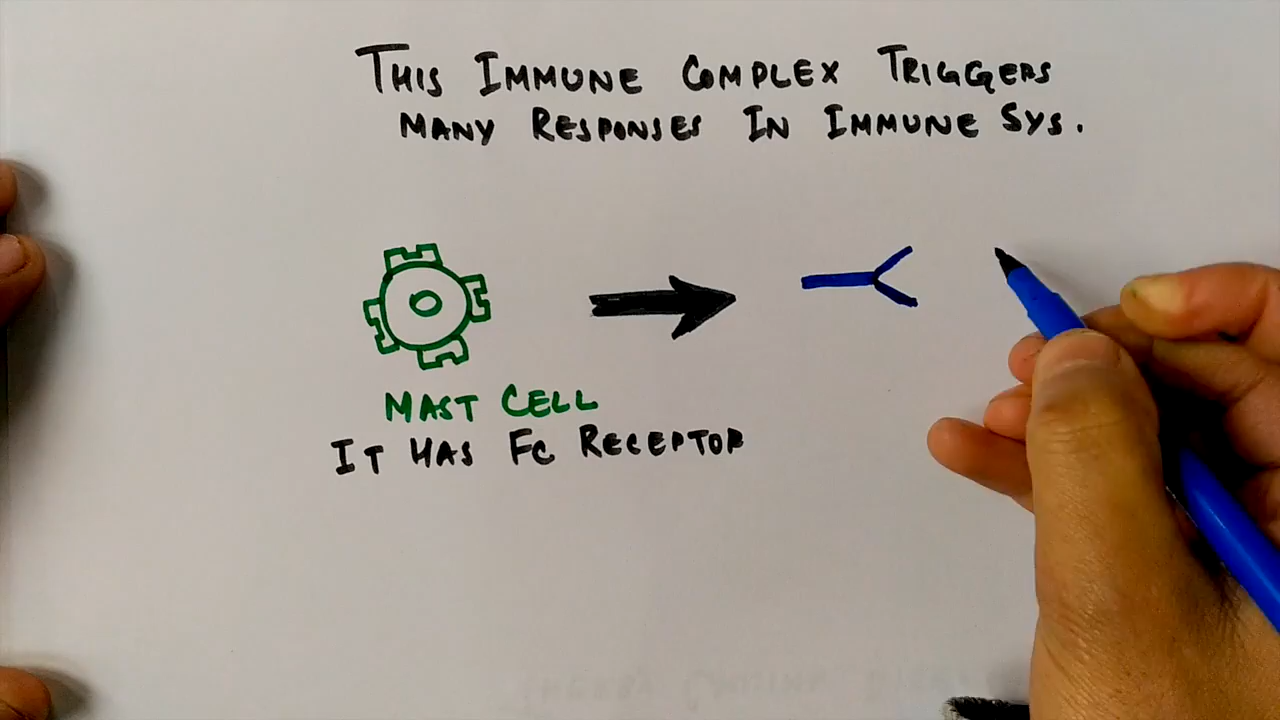 THIS IMMUNE COMPLEX TRIGGERS
MANY RESPONSES IN IMMUNE SYS.
MAST CELL
IT HAS FC RECEPTOR